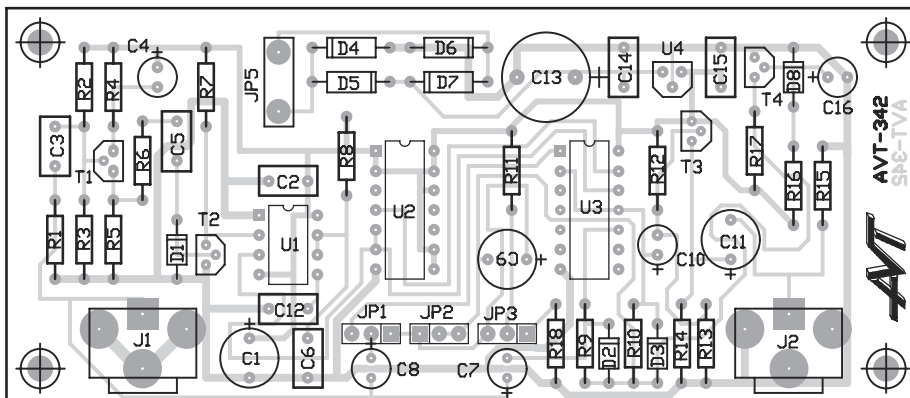 C4
R2
R4
R7
JP5
D4
D6
D5
D7
C13
C14
U4
C15
T4
D8
C16
C3
T1
R6
C5
R8
C2
U2
R11
U3
R12
T3
R17
R16
R15
AVT-342
AVT-342
R1
R3
R5
D1
T2
U1
C9
C10
C11
AVT
C12
JP1
JP2
JP3
J1
C1
C6
C8
C7
R18
R9
D2
R10
D3
R14
R13
J2